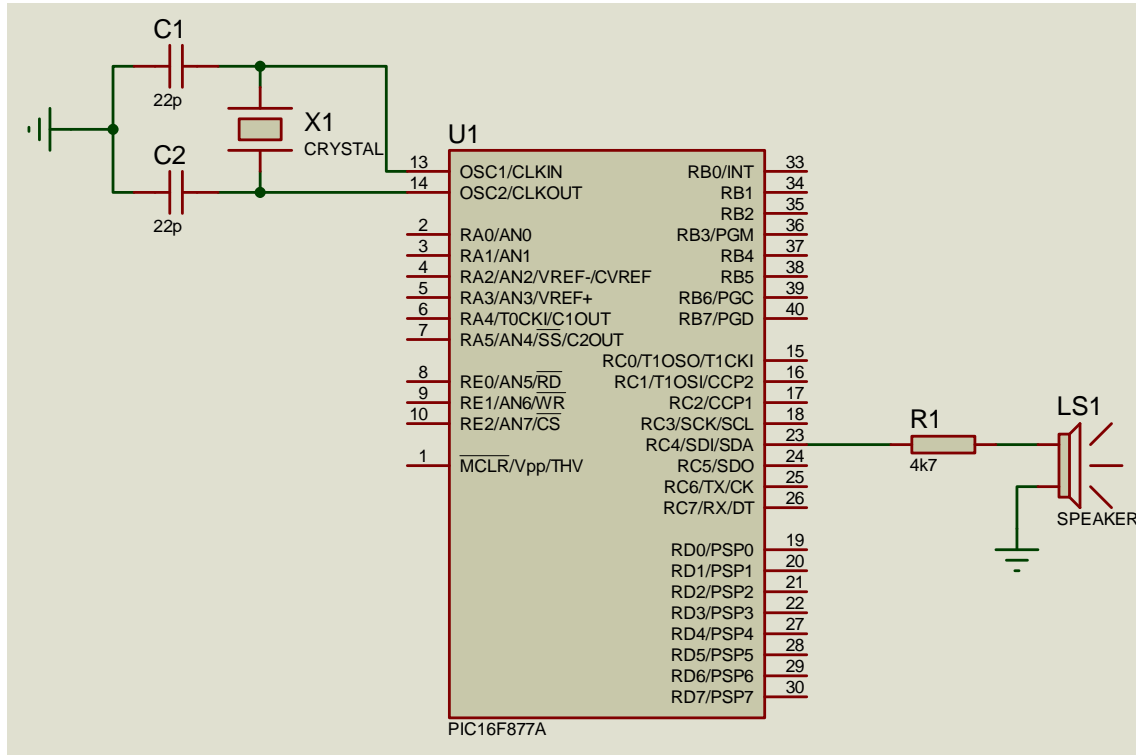 C1
22p
X1
CRYSTAL
C2
22p
U1
13 OSC1/CLKIN
14 OSC2/CLKOUT
2 RA0/AN0
3 RA1/AN1
4 RA2/AN2/VREF-/CVREF
5 RA3/AN3/VREF+
6 RA4/T0CKI/C1OUT
7 RA5/AN4/SS/C2OUT
8 RE0/AN5/RD
9 RE1/AN6/WR
10 RE2/AN7/CS
1 MCLR/Vpp/THV
RB0/INT 33
RB1 34
RB2 35
RB3/PGM 36
RB4 37
RB5 38
RB6/PGC 39
RB7/PGD 40
RC0/T1OSO/T1CKI 15
RC1/T1OSI/CCP2 16
RC2/CCP1 17
RC3/SCK/SCL 18
RC4/SDI/SDA 23
RC5/SDO 24
RC6/TX/CK 25
RC7/RX/DT 26
RD0/PSP0 19
RD1/PSP1 20
RD2/PSP2 21
RD3/PSP3 22
RD4/PSP4 27
RD5/PSP5 28
RD6/PSP6 29
RD7/PSP7 30
PIC16F877A
R1
4k7
LS1
SPEAKER